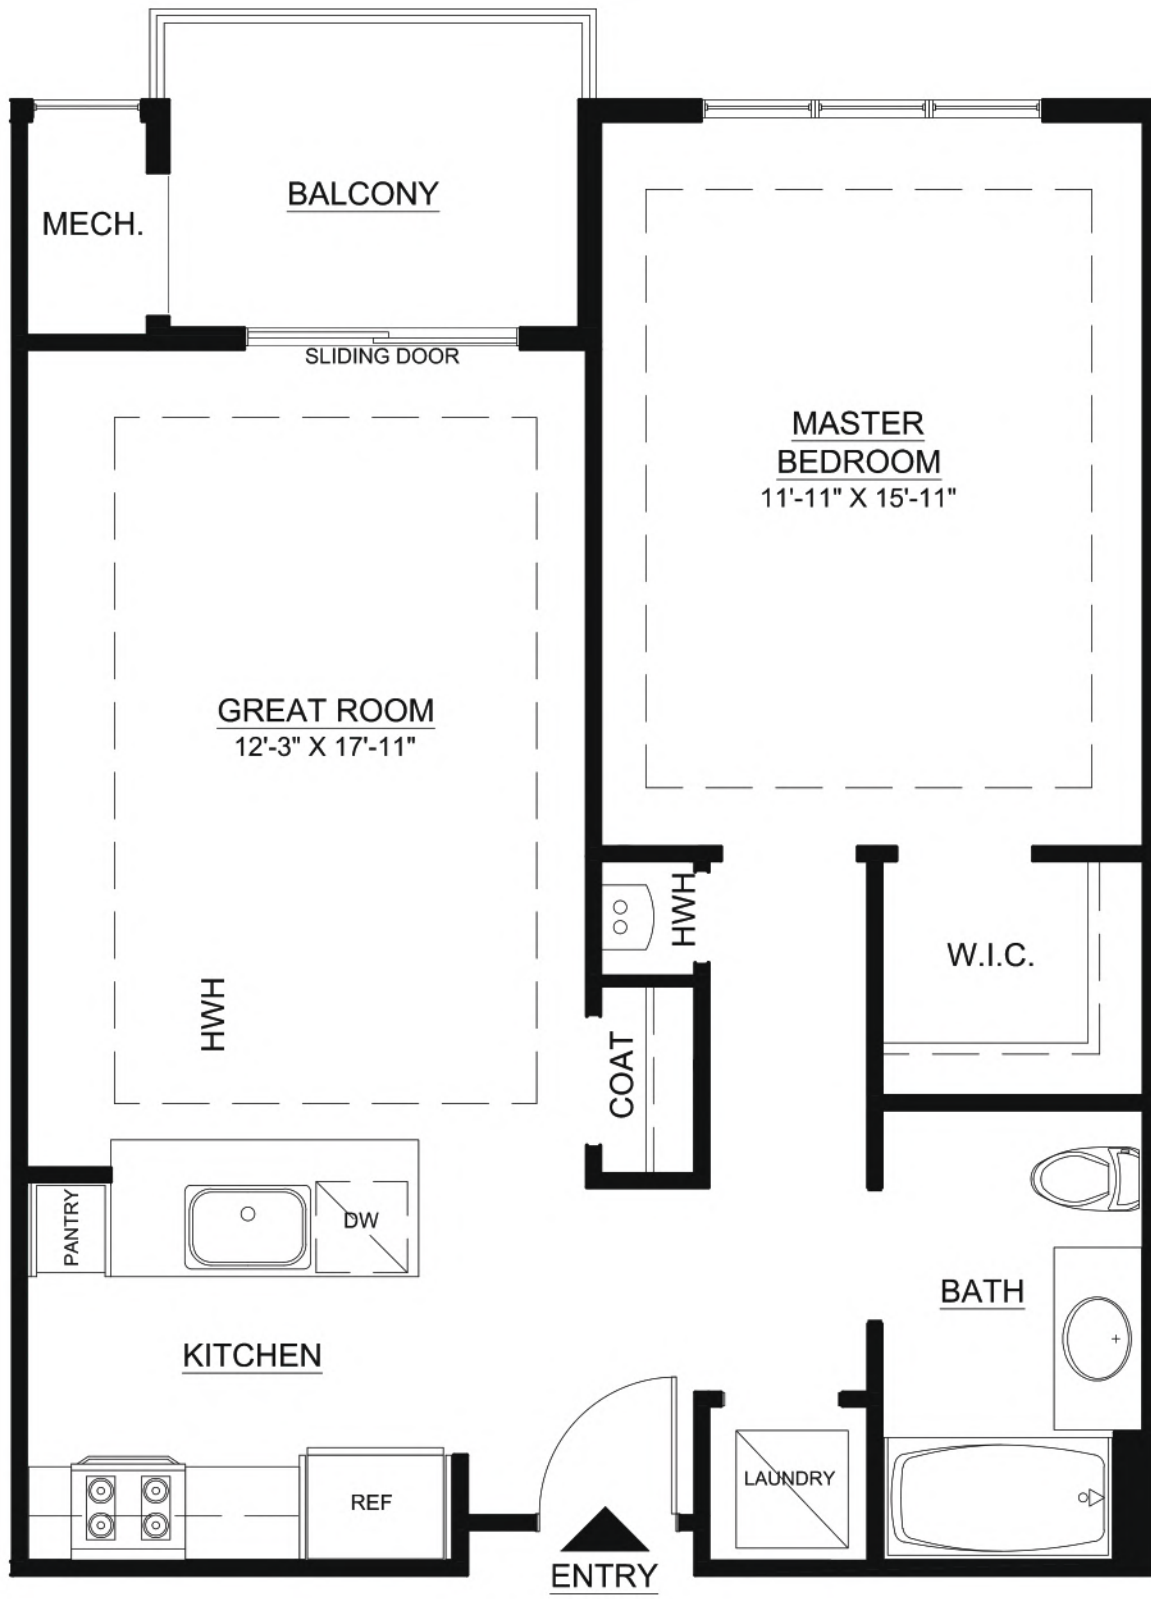 BALCONY
MECH.
SLIDING DOOR
MASTER
BEDROOM
11'-11" X 15'-11"
GREAT ROOM
12'-3" X 17'-11"
HWH
W.I.C.
HWH
COAT
PANTRY
DW
BATH
KITCHEN
LAUNDRY
REF
ENTRY